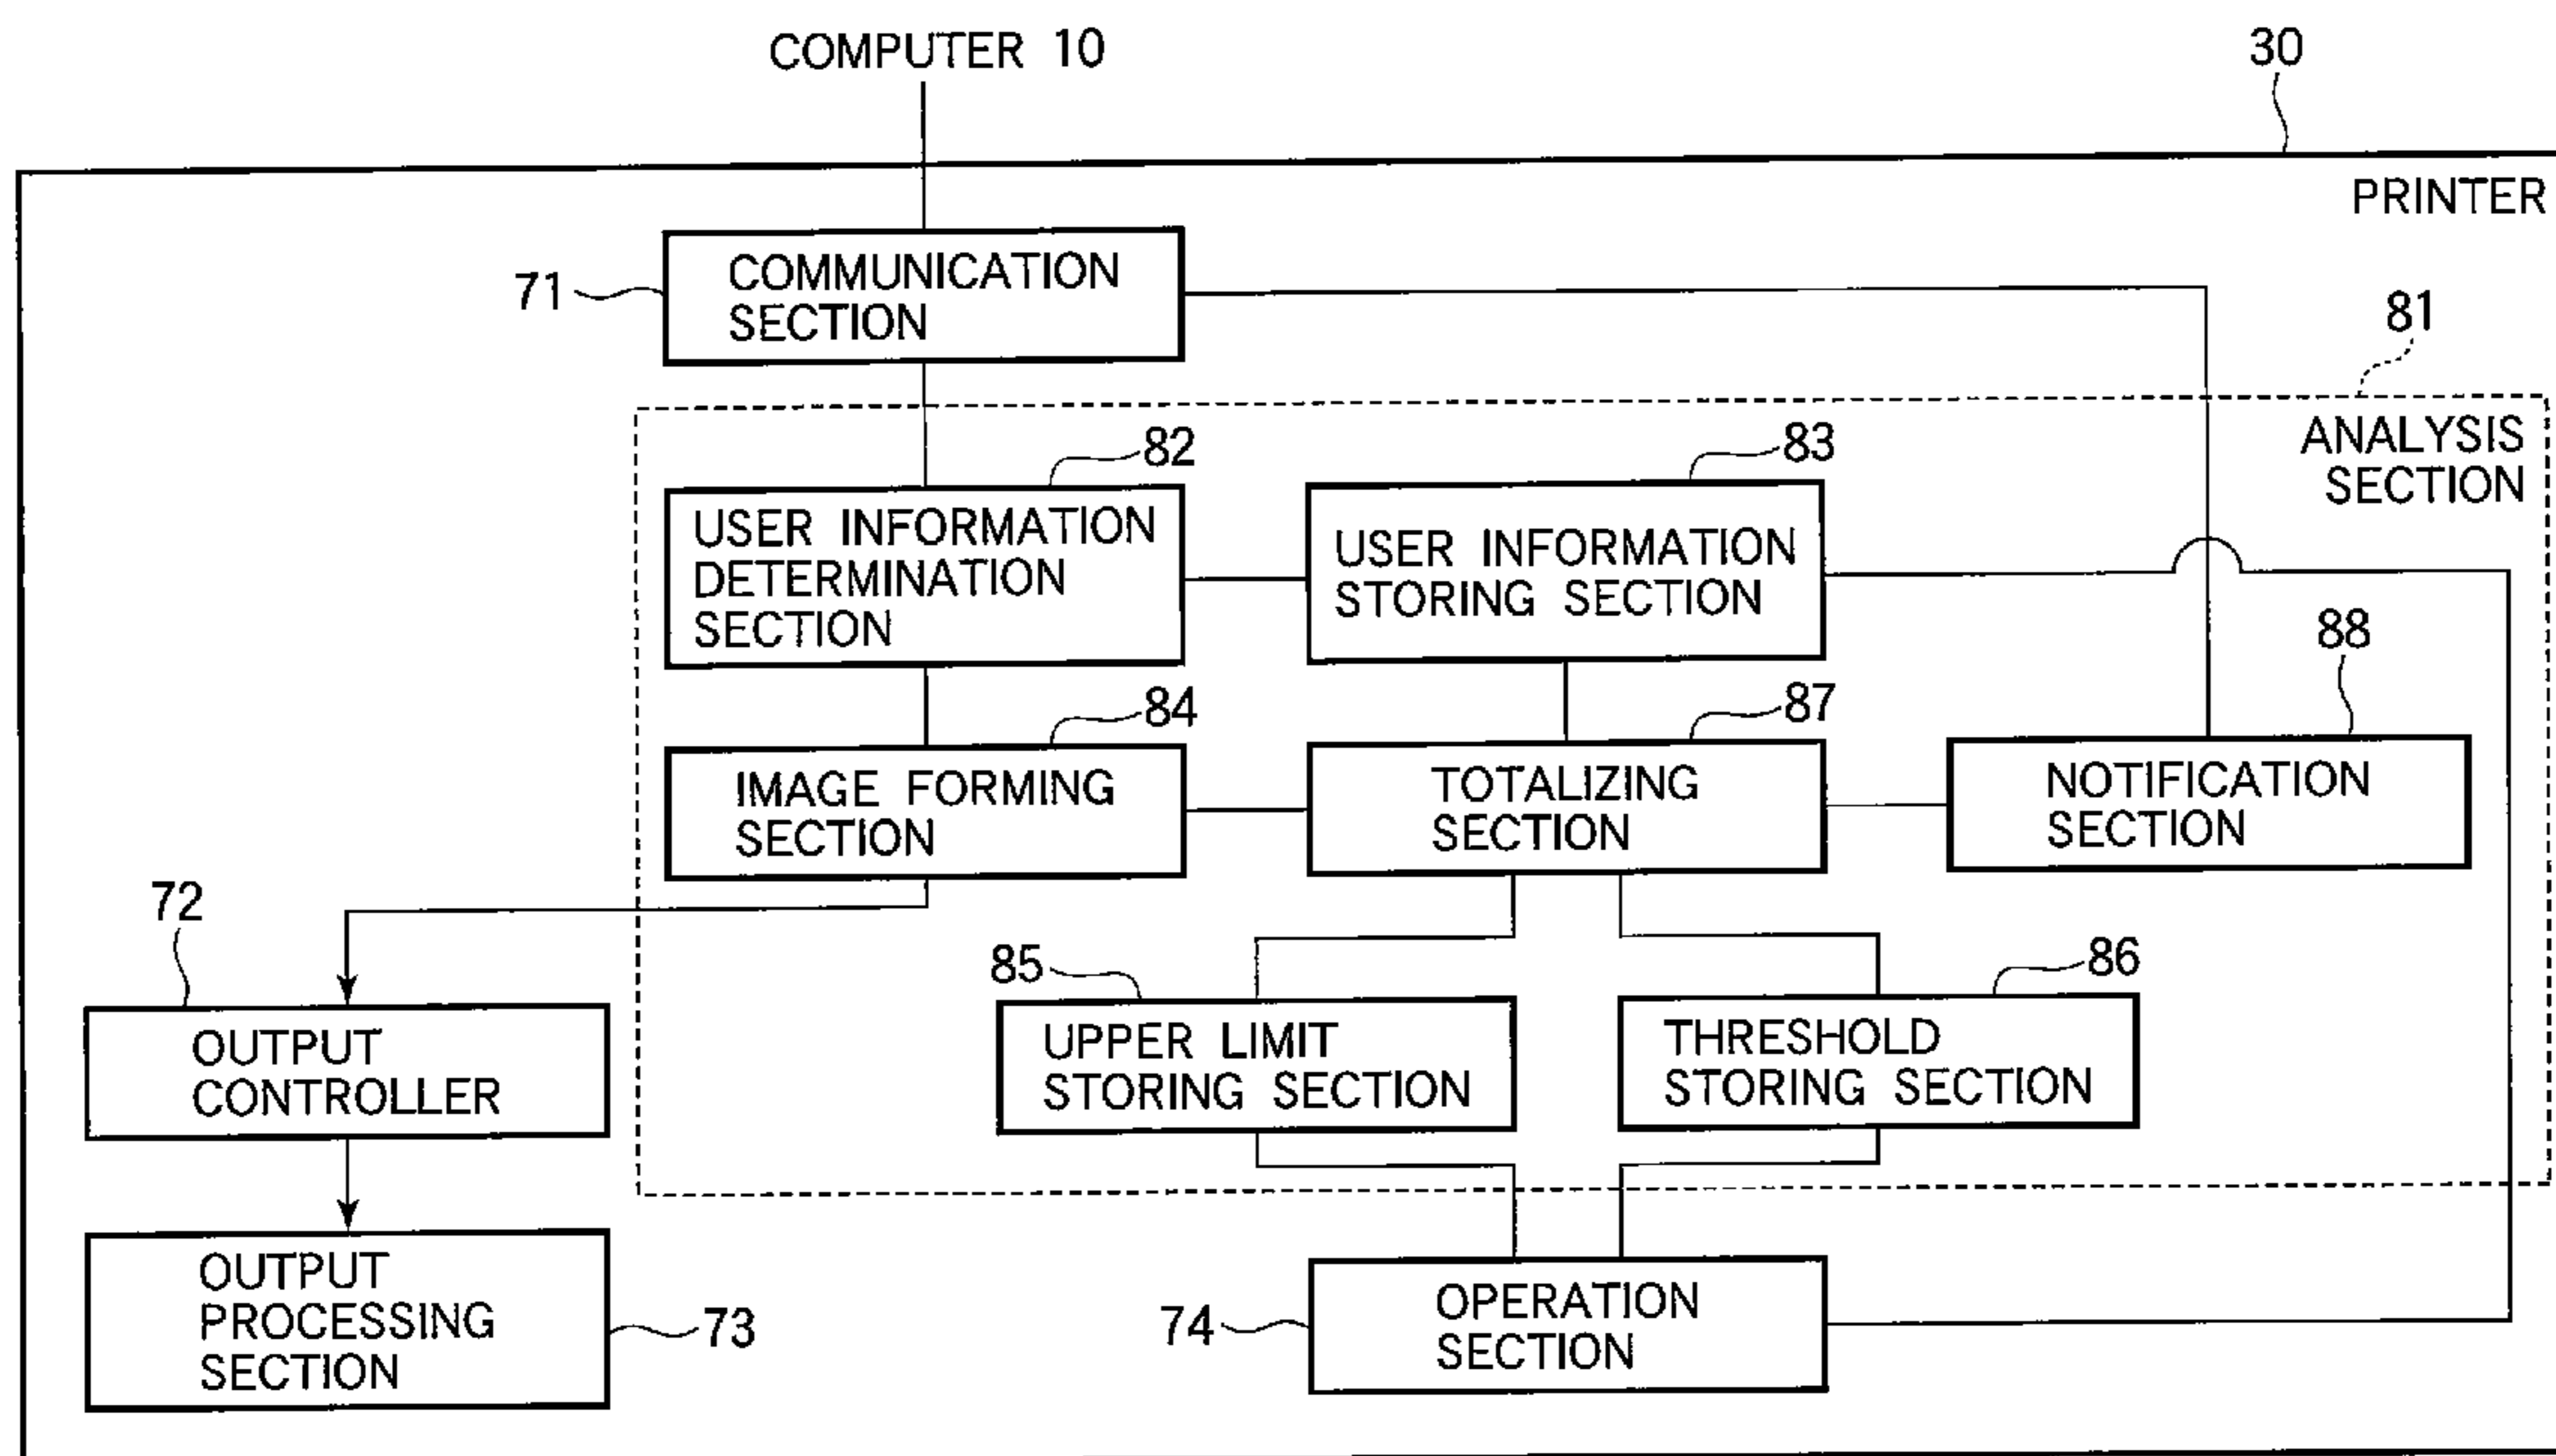 COMPUTER 10
30
PRINTER
71
COMMUNICATION
SECTION
81
ANALYSIS
SECTION
82
USER INFORMATION
DETERMINATION
SECTION
83
USER INFORMATION
STORING SECTION
88
84
IMAGE FORMING
SECTION
87
TOTALIZING
SECTION
NOTIFICATION
SECTION
72
OUTPUT
CONTROLLER
85
UPPER LIMIT
STORING SECTION
86
THRESHOLD
STORING SECTION
OUTPUT
PROCESSING
SECTION
73
74
OPERATION
SECTION